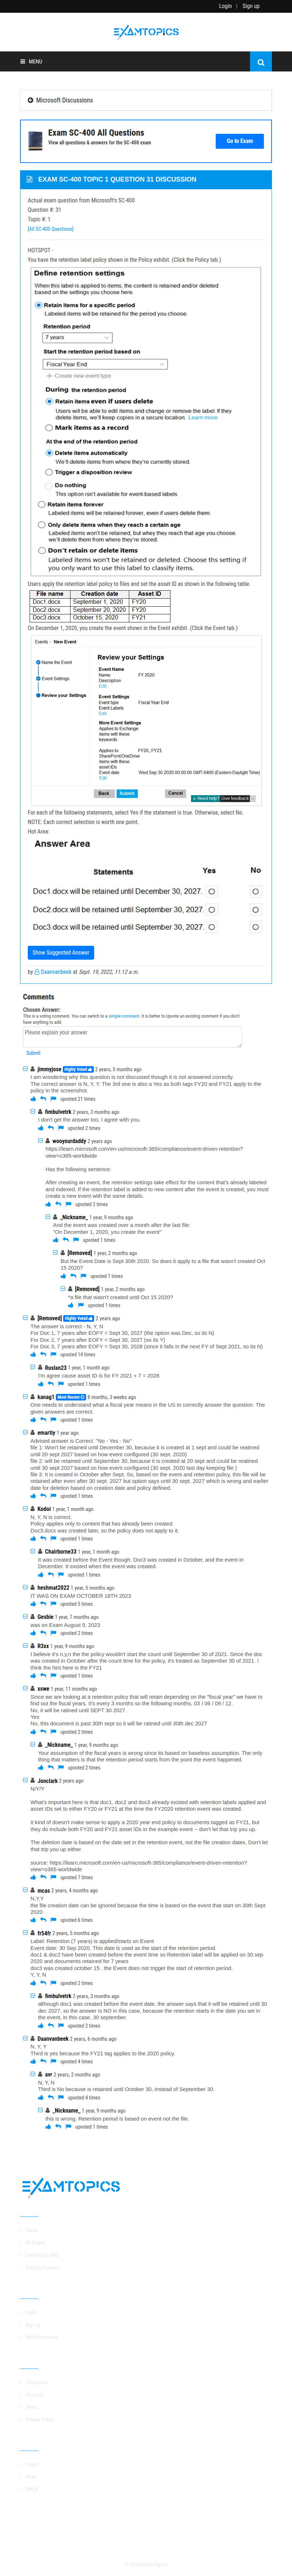 Login | Sign up
EXAMTOPICS
MENU
Microsoft Discussions
Exam SC-400 All Questions
View all questions & answers for the SC-400 exam
Go to Exam
EXAM SC-400 TOPIC 1 QUESTION 31 DISCUSSION
Actual exam question from Microsoft's SC-400
Question #: 31
Topic #: 1
[All SC-400 Questions]
HOTSPOT -
You have the retention label policy shown in the Policy exhibit. (Click the Policy tab.)
Define retention settings
When this label is applied to items, the content is retained and/or deleted
based on the settings you choose here.
Retain items for a specific period
Labeled items will be retained for the period you choose.
Retention period
7 years
Start the retention period based on
Fiscal Year End
+ Create new event type
During the retention period
Retain items even if users delete
Users will be able to edit items and change or remove the label. If they
delete items, we'll keep copies in a secure location. Learn more.
Mark items as a record
At the end of the retention period
Delete items automatically
We'll delete items from where they're currently stored.
Trigger a disposition review
Do nothing
This option isn't available for event-based labels
Retain items forever
Labeled items will be retained forever, even if users delete them.
Only delete items when they reach a certain age
Labeled items won't be retained, but when they reach that age, we'll delete them
from where they're stored.
Don't retain or delete items
Labeled items won't be retained or deleted. Choose this setting if you only
want to use this label to classify items.
Users apply the retention label policy to files and set the asset ID as shown in the following table.
File name Creation date Asset ID
Doc1.docx September 1, 2020 FY20
Doc2.docx September 20, 2020 FY20
Doc3.docx October 15, 2020 FY21
On December 1, 2020, you create the event shown in the Event exhibit. (Click the Event tab.)
Events New Event
Name the Event
Event Settings
Review your Settings
Review your Settings
Event Name
Name FY 2020
Description
Edit
Event Settings
Event type Fiscal Year End
Event Labels
Edit
More Event Settings
Applies to Exchange
items with these
keywords
Applies to FY20, FY21
SharePoint/OneDrive
items with these
asset IDs
Event date Wed Sep 30 2020 00:00:00 GMT-0400 (Eastern-Daylight Time)
Edit
Back Submit Cancel
Need help? Give feedback
For each of the following statements, select Yes if the statement is true. Otherwise, select No.
NOTE: Each correct selection is worth one point.
Hot Area:
Answer Area
Statements Yes No
Doc1.docx will be retained until December 30, 2027.
Doc2.docx will be retained until September 30, 2027.
Doc3.docx will be retained until September 30, 2027.
Show Suggested Answer
by Daanvanbeek at Sept. 19, 2022, 11:12 a.m.
Comments
Chosen Answer:
This is a voting comment. You can switch to a simple comment. It is better to Upvote an existing comment if you don't
have anything to add.
Please explain your answer
Submit
jimmyjose Highly Voted 2 years, 5 months ago
I am wondering why this question is not discussed though it is not answered correctly.
The correct answer is N, Y, Y. The 3rd one is also a Yes as both tags FY20 and FY21 apply to the
policy in the screenshot.
upvoted 21 times
fimbulvetrk 2 years, 3 months ago
I don't get the answer too, how do you get to it?
upvoted 2 times
wooyourdaddy 2 years ago
https://learn.microsoft.com/en-us/microsoft-365/compliance/event-driven-retention?
view=o365-worldwide
Has the following sentence:
After creating an event, the retention settings take effect for the content that's already labeled
and indexed. If the retention label is added to new content after the event is created, you must
create a new event with the same details.
upvoted 2 times
_Nickname_ 1 year, 9 months ago
And the event was created over a month after the label first:
"On December 1, 2020, you create the event"
upvoted 1 times
[Removed] 1 year, 2 months ago
But the Event Date is Sept 30th 2020. So does it apply to a file that wasn't created Oct
15 2020?
upvoted 1 times
[Removed] 1 year, 2 months ago
*a file that wasn't created until Oct 15 2020?
upvoted 1 times
[Removed] Highly Voted 2 years ago
The answer is correct - N, Y, N
For Doc 1, 7 years after EOFY = Sept 30, 2027 (the option was Dec, so its N)
For Doc 2, 7 years after EOFY = Sept 30, 2027 (so its Y)
For Doc 3, 7 years after EOFY = Sept 30, 2028 (since it falls in the next FY of Sept FY1, 2021, so its N)
upvoted 14 times
Ruslan23 1 year, 1 month ago
I'n agree cause asset ID is for FY 2021 + 7 = 2028
upvoted 1 times
kanag1 Most Recent 8 months, 3 weeks ago
One needs to understand what a fiscal year means in the US to correctly answer the question. The
given answers are correct.
upvoted 1 times
emartiy 1 year ago
Advised answer is Correct. "No - Yes - No"
file 1: Won't be retained until December 30, because it is created at 1 sept and could be realined
until 20 sept 2027 based on how even configured (30 sept. 2020)
file 2: will be retained until September 30, because it is created at 20 sept and could be realined
until 30 sept 2027 based on how even configured (30 sept. 2020 last day keeping file )
file 3: It is created in October after Sept. So, based on the event and retention policy, this file will be
retained after even after 30 sept. 2027 but option says until 30 sept. 2027. which is wrong since date
will be later option based on creation date and policy defined.
upvoted 1 times
Kodoi 1 year, 1 month ago
N, Y, N is correct.
Policy applies only to content that has already been created.
Doc3.docx was created later, so the policy does not apply to it.
upvoted 1 times
Chairborne33 1 year, 1 month ago
It was created before the Event though. Doc3 was created in October, and the event in
December. It existed when the event was created.
upvoted 1 times
heshmat2022 1 year, 5 months ago
IT WAS ON EXAM OCTOBER 18TH 2023
upvoted 5 times
Gesbie 1 year, 7 months ago
was on Exam August 9, 2023
upvoted 2 times
R3xx 1 year, 9 months ago
I believe it's n,y,n the the policy wouldn't start the count until September 30 of 2021. Since the doc
was created in October after the count time for the policy, it's treated as September 30 of 2021. I
think the hint here is the FY21
upvoted 1 times
xswe 1 year, 11 months ago
Since we are looking at a retention policy that will retain depending on the "fiscal year" we have to
find out the fiscal years. It's every 3 months so the following months, 03 / 06 / 09 / 12.
No, it will be ratined until SEPT 30 2027.
Yes
No, this document is past 30th sept so it will be ratined until 30th dec 2027
upvoted 2 times
_Nickname_ 1 year, 9 months ago
Your assumption of the fiscal years is wrong since its based on baseless assumption. The only
thing that matters is that the retention period starts from the moment event happened.
upvoted 2 times
Jonclark 2 years ago
N/Y/Y
What's important here is that doc1, doc2 and doc3 already existed with retention labels applied and
asset IDs set to either FY20 or FY21 at the time the FY2020 retention event was created.
It kind of doesn't make sense to apply a 2020 year end policy to documents tagged as FY21, but
they do include both FY20 and FY21 asset IDs in the example event – didn't let that trip you up either.
The deletion date is based on the date set in the retention event, not the file creation dates. Don't let
that trip you up either.
source: https://learn.microsoft.com/en-us/microsoft-365/compliance/event-driven-retention?
view=o365-worldwide
upvoted 7 times
mcas 2 years, 4 months ago
N,Y,Y
the file creation date can be ignored because the time is based on the event that start on 30th Sept
2020
upvoted 6 times
fr54fr 2 years, 5 months ago
Label: Retention (7 years) is applied/starts on Event
Event date: 30 Sep 2020. This date is used as the start of the retention period.
doc1 & doc2 have been created before the event time so Retention label will be applied on 30 sep
2020 and documents retained for 7 years
doc3 was created october 15 . the Event does not trigger the start of retention period.
Y, Y, N
upvoted 2 times
fimbulvetrk 2 years, 3 months ago
although doc1 was created before the event date, the answer says that it will be retained until 30
dec 2027, so the answer is NO in this case, because the retention starts in the date you set in
the event, in this case, september 30.
upvoted 2 times
Daanvanbeek 2 years, 6 months ago
N, Y, Y
Third is yes because the FY21 tag applies to the 2020 policy.
upvoted 4 times
avr 2 years, 2 months ago
N, Y, N
Third is No because is retained until October 30, instead of September 30.
upvoted 4 times
_Nickname_ 1 year, 9 months ago
this is wrong. Retention period is based on event not the file.
upvoted 1 times
EXAMTOPICS